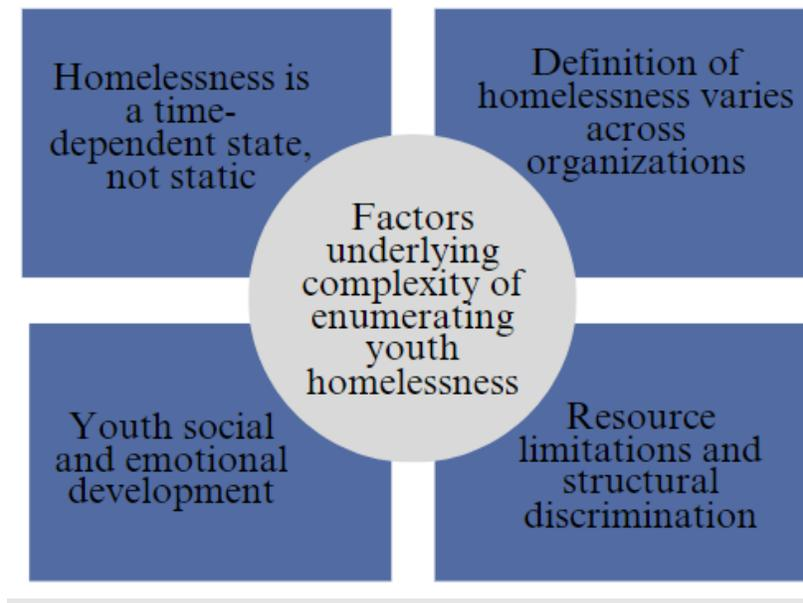 Homelessness is
a time-
dependent state,
not static
Definition of
homelessness varies
across
organizations
Factors
underlying
complexity of
enumerating
youth
homelessness
Youth social
and emotional
development
Resource
limitations and
structural
discrimination